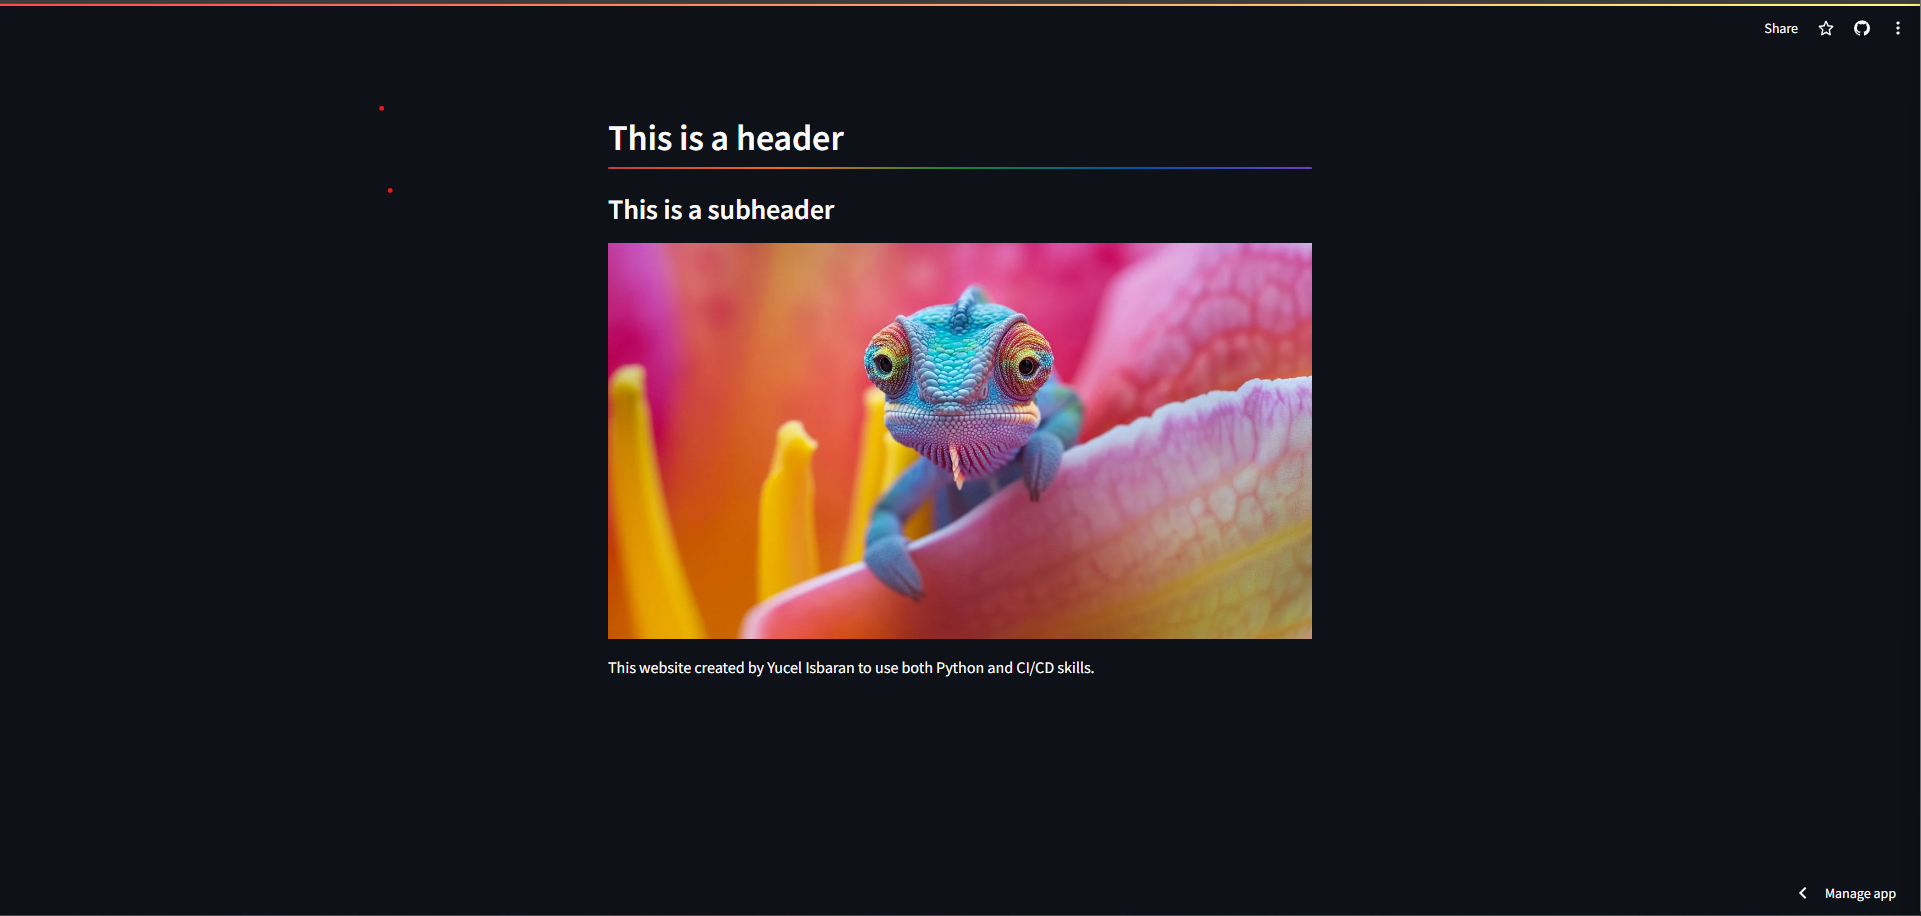 Share
This is a header
This is a subheader
This website created by Yucel Isbaran to use both Python and CI/CD skills.
Manage app